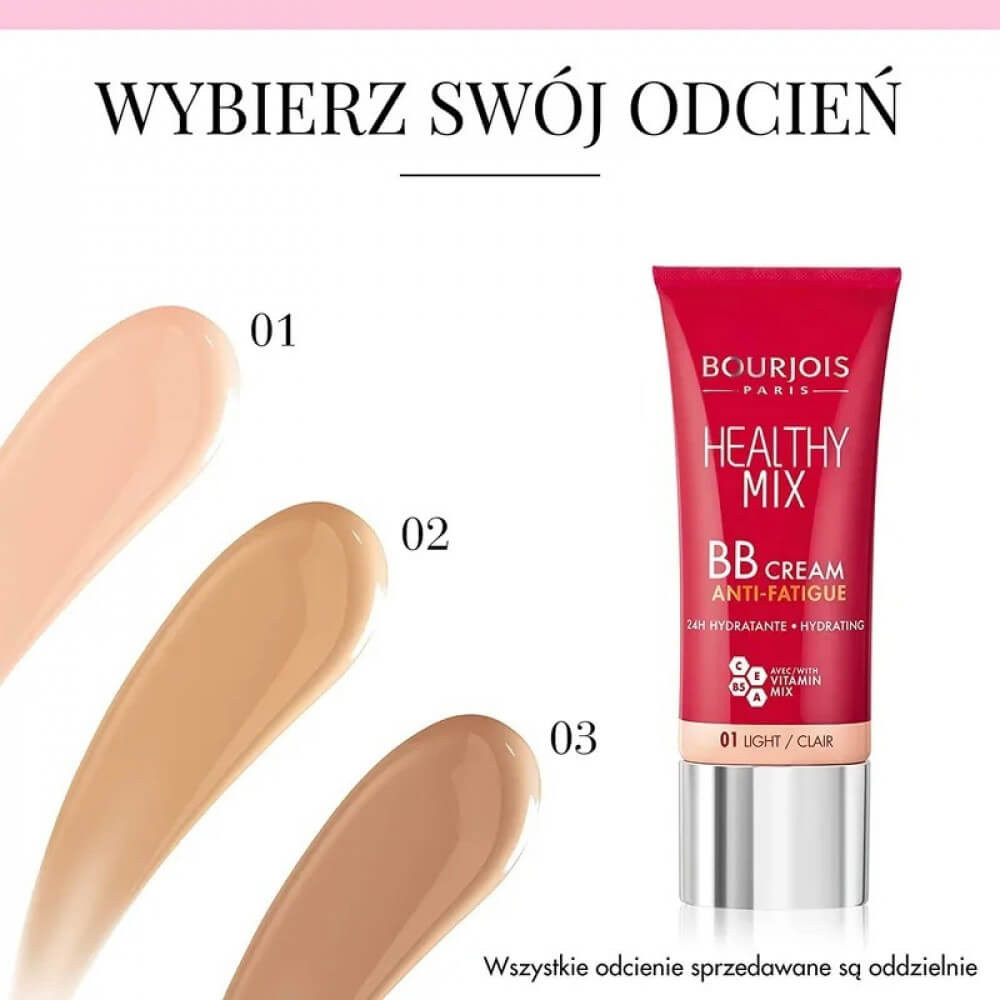 WYBIERZ SWÓJ ODCIEŃ
01
02
03
BOURJOIS
PARIS
HEALTHY
MIX
BB CREAM
ANTI-FATIGUE
24H HYDRATANTE • HYDRATING
C
E
B5
A
AVEC/WITH
VITAMIN
MIX
01 LIGHT / CLAIR
Wszystkie odcienie sprzedawane są oddzielnie